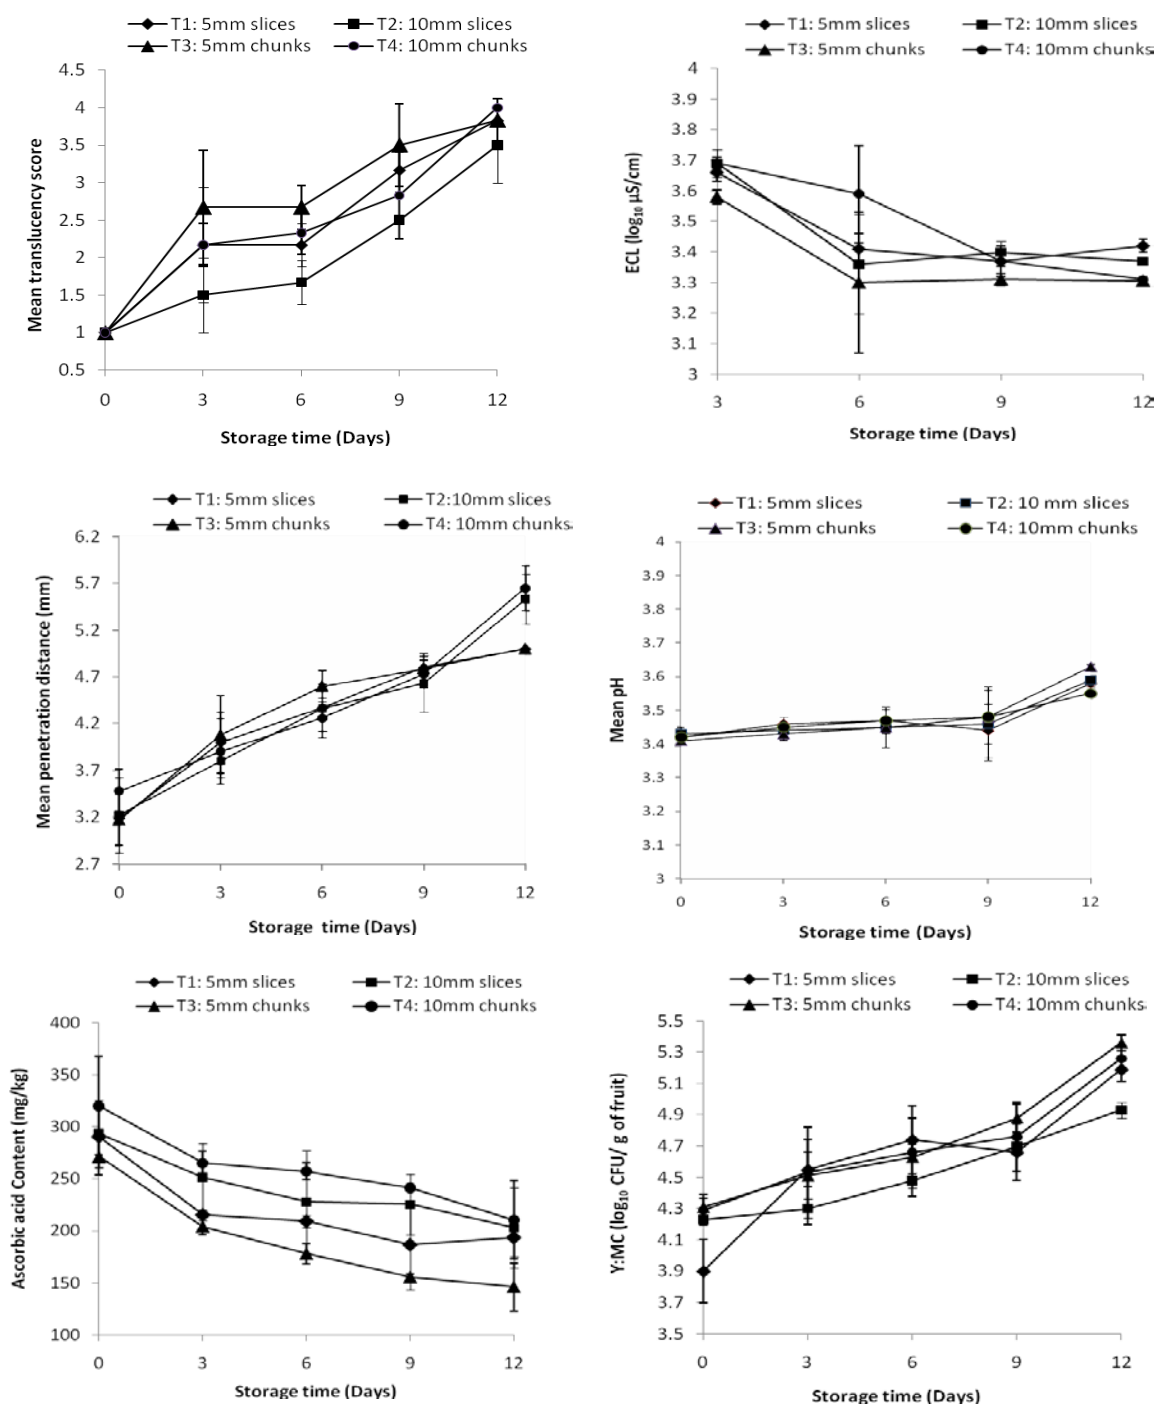 T1: 5mm slices T2: 10mm slices
T3: 5mm chunks T4: 10mm chunks
4.5
4
3.5
3
2.5
2
1.5
1
0.5
Mean translucency score
0 3 6 9 12
Storage time (Days)
T1: 5mm slices T2: 10mm slices
T3: 5mm chunks T4: 10mm chunks
4
3.9
3.8
3.7
3.6
3.5
3.4
3.3
3.2
3.1
3
ECL (log10 µS/cm)
3 6 9 12
Storage time (Days)
T1: 5mm slices T2:10mm slices
T3: 5mm chunks T4: 10mm chunks
6.2
5.7
5.2
4.7
4.2
3.7
3.2
2.7
Mean penetration distance (mm)
0 3 6 9 12
Storage time (Days)
T1: 5mm slices T2: 10 mm slices
T3: 5mm chunks T4: 10mm chunks
4
3.9
3.8
3.7
3.6
3.5
3.4
3.3
3.2
3.1
3
Mean pH
0 3 6 9 12
Storage time (Days)
T1: 5mm slices T2: 10mm slices
T3: 5mm chunks T4: 10mm chunks
400
350
300
250
200
150
100
Ascorbic acid Content (mg/kg)
0 3 6 9 12
Storage time (Days)
T1: 5mm slices T2: 10mm slices
T3: 5mm chunks T4: 10mm chunks
5.5
5.3
5.1
4.9
4.7
4.5
4.3
4.1
3.9
3.7
3.5
Y:MC (log10 CFU/ g of fruit)
0 3 6 9 12
Storage time (Days)